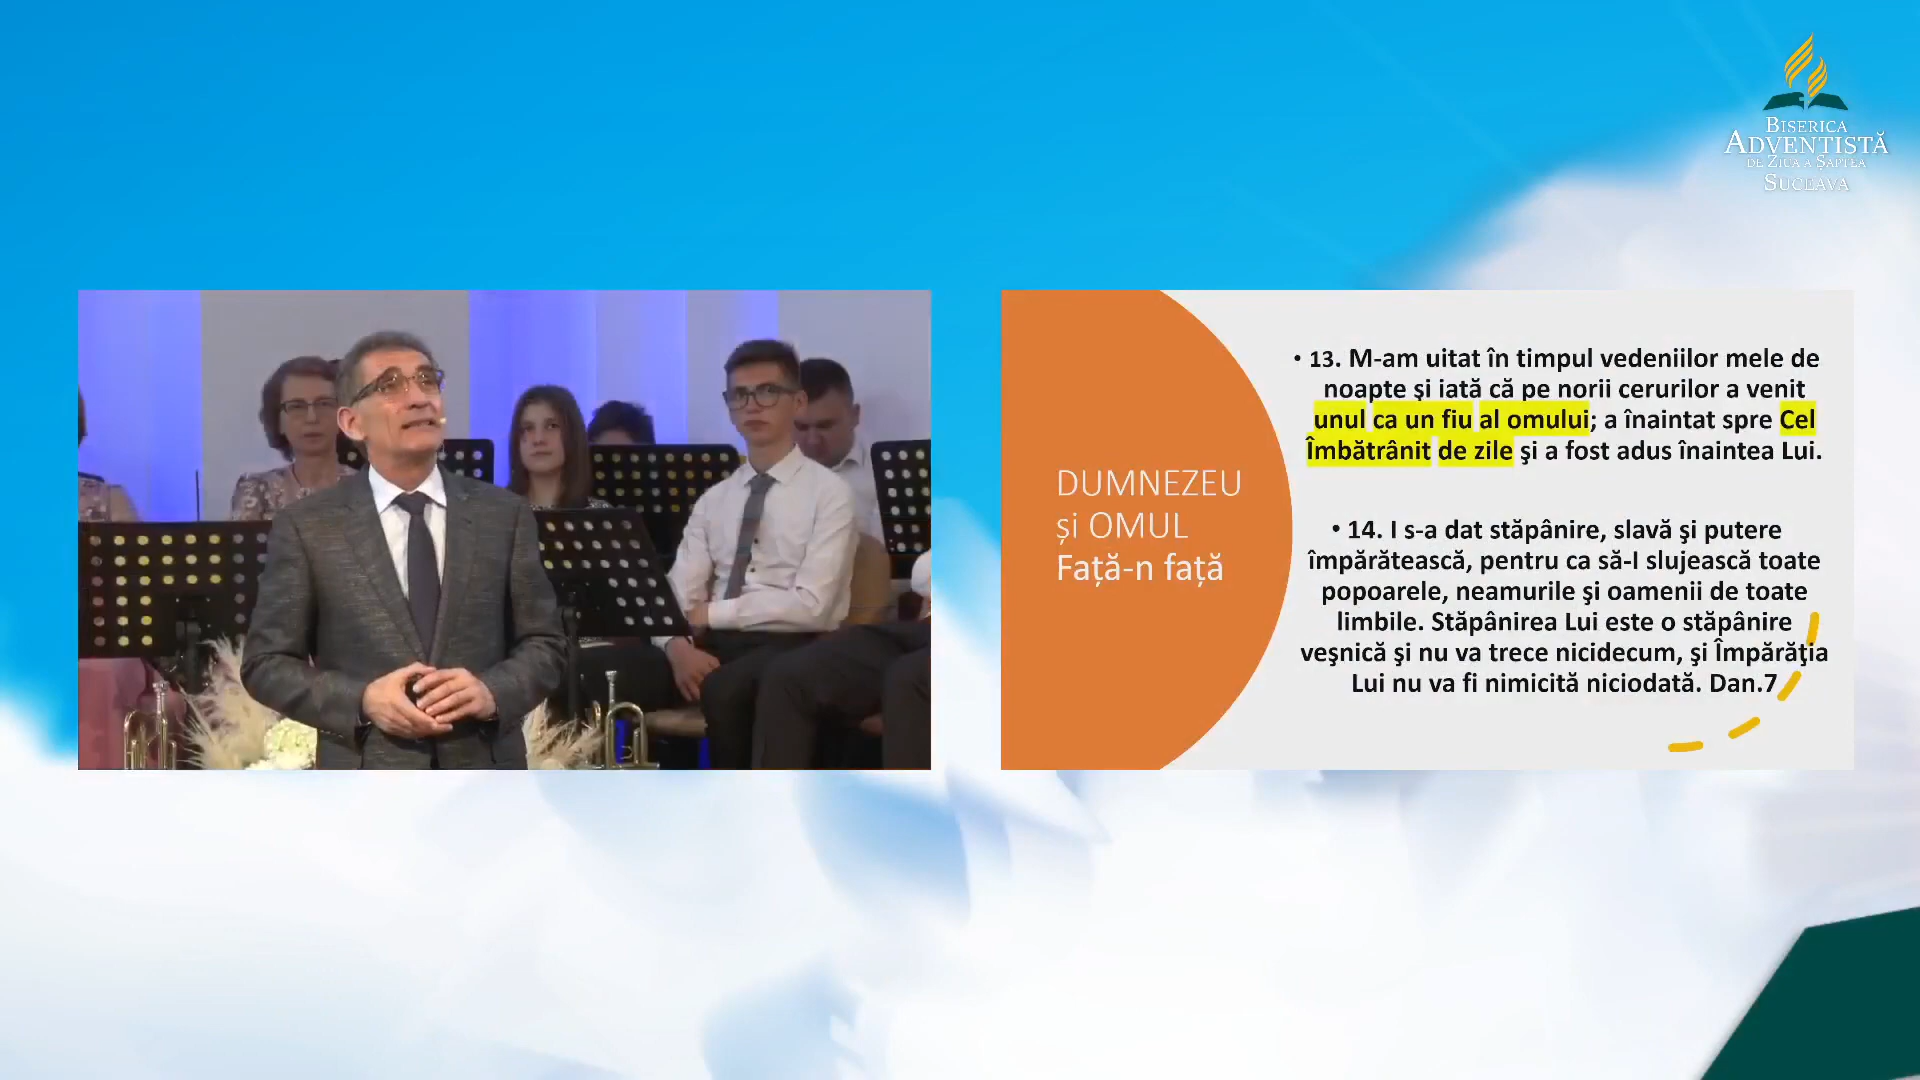 BISERICA
ADVENTISTĂ
DE ZIUA A ȘAPTEA
SUCEAVA
DUMNEZEU
și OMUL
Față-n față
• 13. M-am uitat în timpul vedeniilor mele de
noapte şi iată că pe norii cerurilor a venit
unul ca un fiu al omului; a înaintat spre Cel
Îmbătrânit de zile şi a fost adus înaintea Lui.
• 14. I s-a dat stăpânire, slavă şi putere
împărătească, pentru ca să-I slujească toate
popoarele, neamurile şi oamenii de toate
limbile. Stăpânirea Lui este o stăpânire
veşnică şi nu va trece nicidecum, şi Împărăţia
Lui nu va fi nimicită niciodată. Dan.7